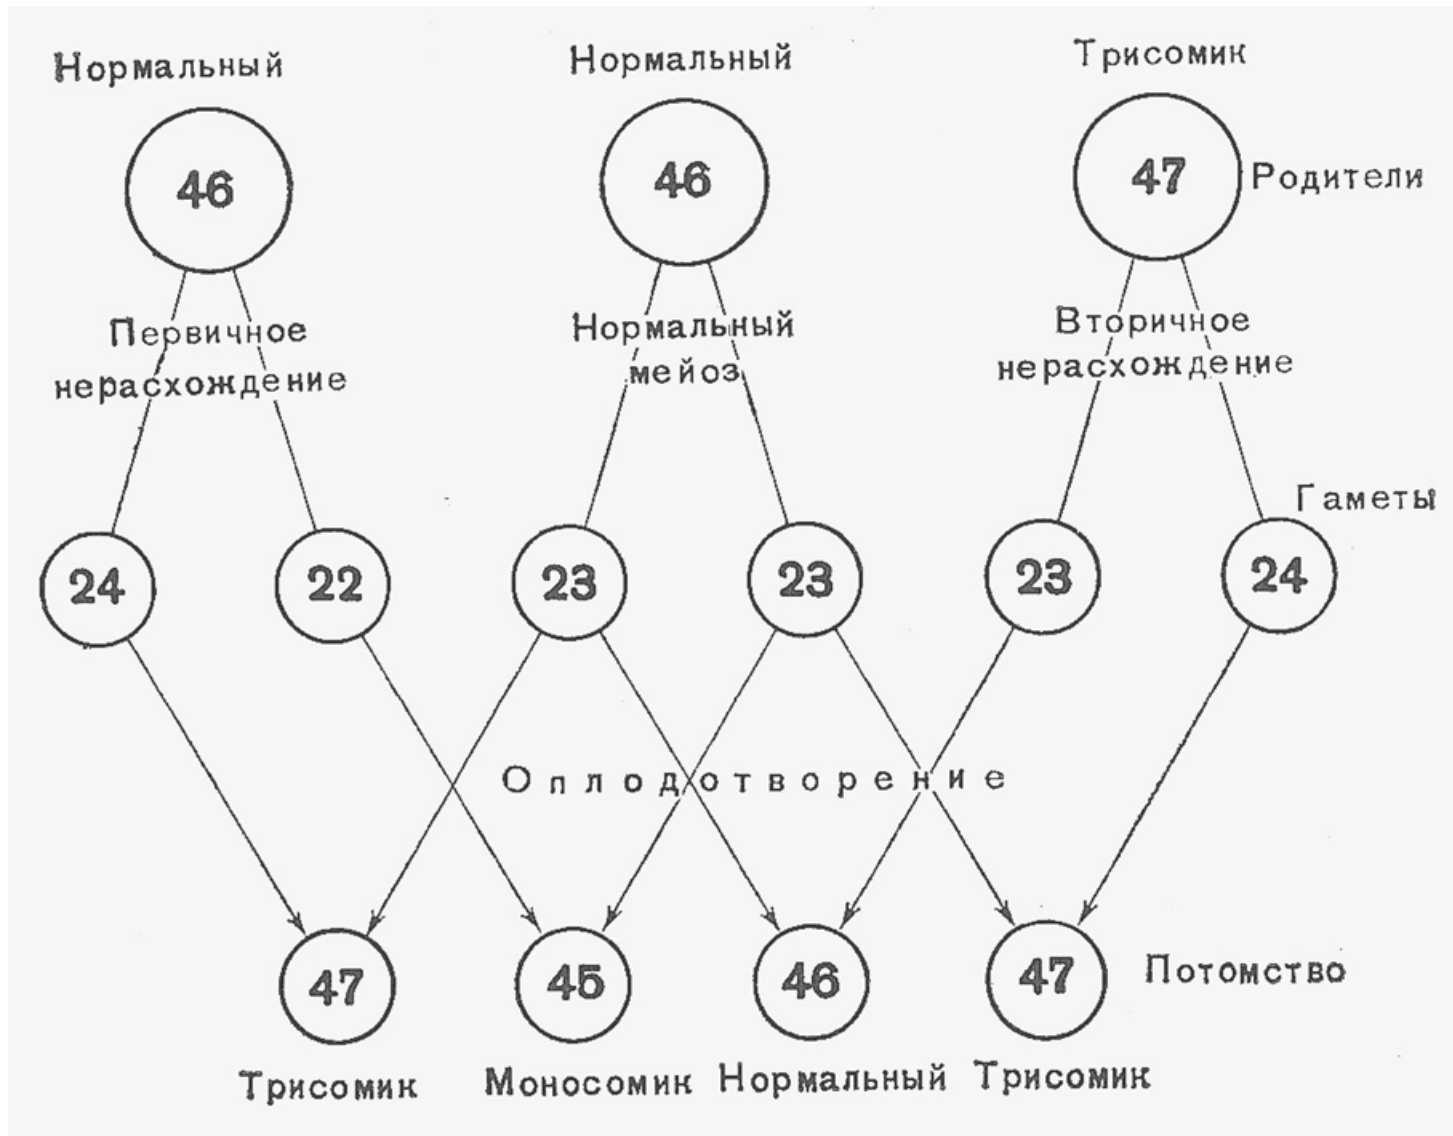 Нормальный
Нормальный
Трисомик
46
46
47
Родители
Первичное
нерасхождение
Нормальный
мейоз
Вторичное
нерасхождение
Гаметы
24
22
23
23
23
24
Оплодотворение
47
45
46
47
Потомство
Трисомик
Моносомик
Нормальный
Трисомик